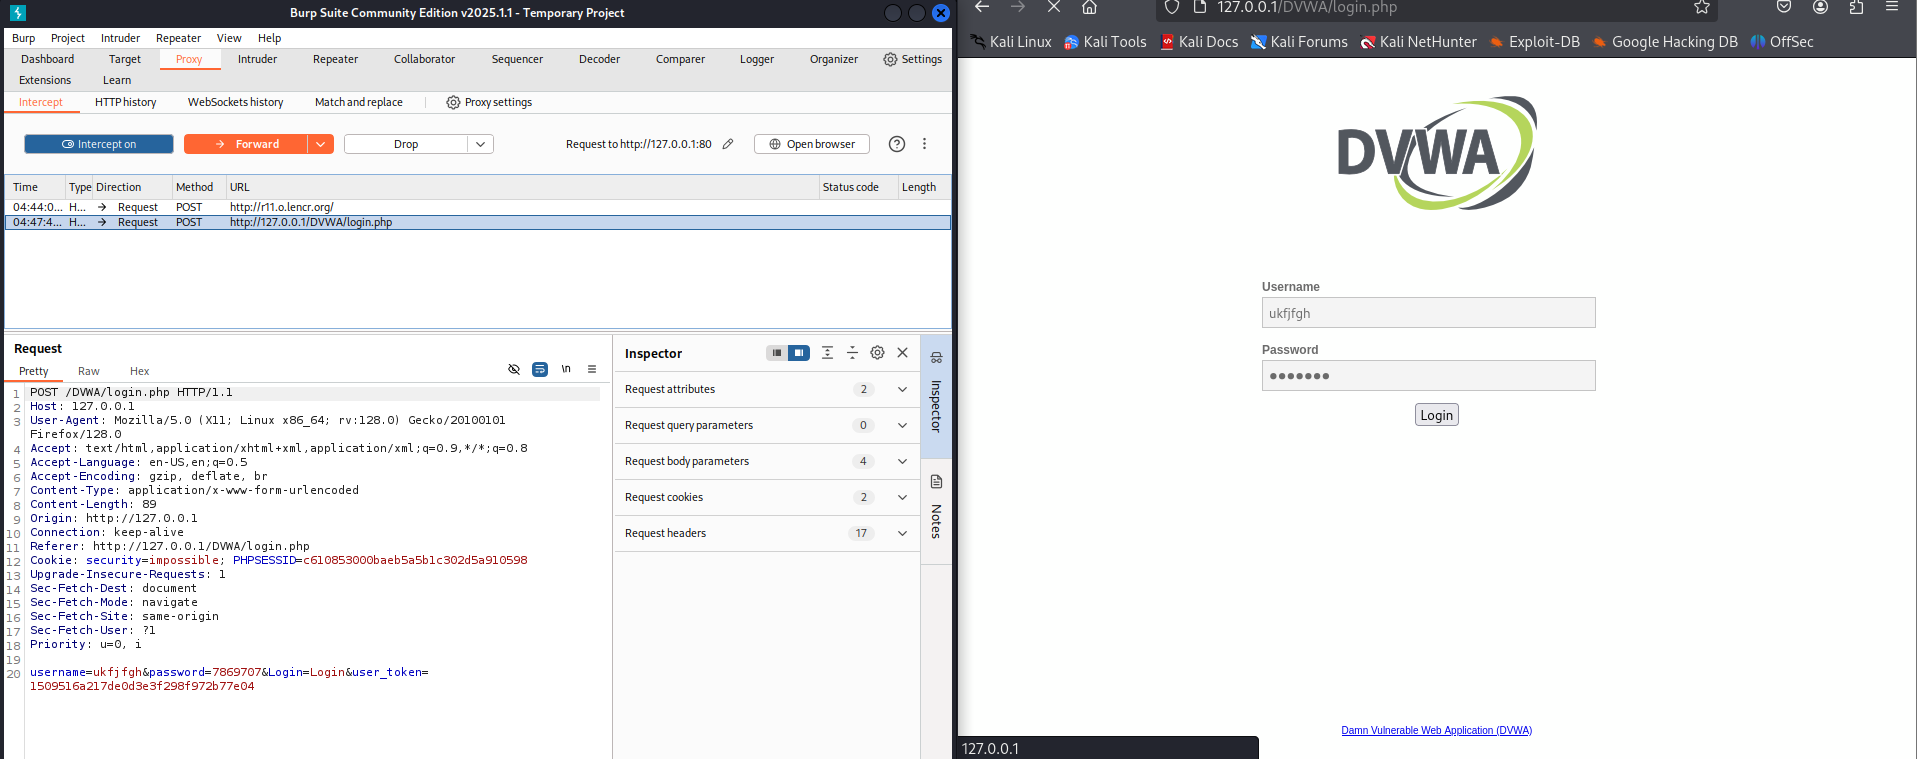 Burp Suite Community Edition v2025.1.1 - Temporary Project
Burp Project Intruder Repeater View Help
Dashboard Target Proxy Intruder Repeater Collaborator Sequencer Decoder Comparer Logger Organizer Settings
Extensions Learn
Intercept HTTP history WebSockets history Match and replace Proxy settings
Intercept on Forward Drop Request to http://127.0.0.1:80 Open browser
Time Type Direction Method URL Status code Length
04:44:0... H... Request POST http://r11.o.lencr.org/
04:47:4... H... Request POST http://127.0.0.1/DVWA/login.php
Request
Pretty Raw Hex \n
1 POST /DVWA/login.php HTTP/1.1
2 Host: 127.0.0.1
3 User-Agent: Mozilla/5.0 (X11; Linux x86_64; rv:128.0) Gecko/20100101
Firefox/128.0
4 Accept: text/html,application/xhtml+xml,application/xml;q=0.9,*/*;q=0.8
5 Accept-Language: en-US,en;q=0.5
6 Accept-Encoding: gzip, deflate, br
7 Content-Type: application/x-www-form-urlencoded
8 Content-Length: 89
9 Origin: http://127.0.0.1
10 Connection: keep-alive
11 Referer: http://127.0.0.1/DVWA/login.php
12 Cookie: security=impossible; PHPSESSID=c610853000baeb5a5b1c302d5a910598
13 Upgrade-Insecure-Requests: 1
14 Sec-Fetch-Dest: document
15 Sec-Fetch-Mode: navigate
16 Sec-Fetch-Site: same-origin
17 Sec-Fetch-User: ?1
18 Priority: u=0, i
19
20 username=ukfjfgh&password=7869707&Login=Login&user_token=
1509516a217de0d3e3f298f972b77e04
Inspector
Request attributes 2
Request query parameters 0
Request body parameters 4
Request cookies 2
Request headers 17
Inspector
Notes
127.0.0.1/DVWA/login.php
Kali Linux Kali Tools Kali Docs Kali Forums Kali NetHunter Exploit-DB Google Hacking DB OffSec
DVWA
Username
ukfjfgh
Password
●●●●●●●
Login
Damn Vulnerable Web Application (DVWA)
127.0.0.1